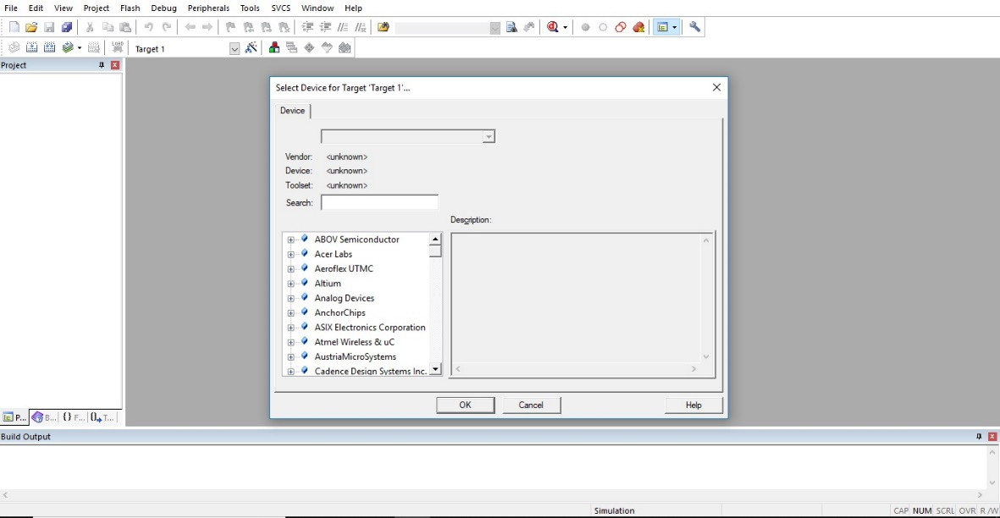 File Edit View Project Flash Debug Peripherals Tools SVCS Window Help
LOAD Target 1
Project
Select Device for Target 'Target 1'...
Device
Vendor: <unknown>
Device: <unknown>
Toolset: <unknown>
Search:
Description:
ABOV Semiconductor
Acer Labs
Aeroflex UTMC
Altium
Analog Devices
AnchorChips
ASIX Electronics Corporation
Atmel Wireless & uC
AustriaMicroSystems
Cadence Design Systems Inc.
OK Cancel Help
P... B... {} F... 0 T...
Build Output
Simulation CAP NUM SCRL OVR R/W